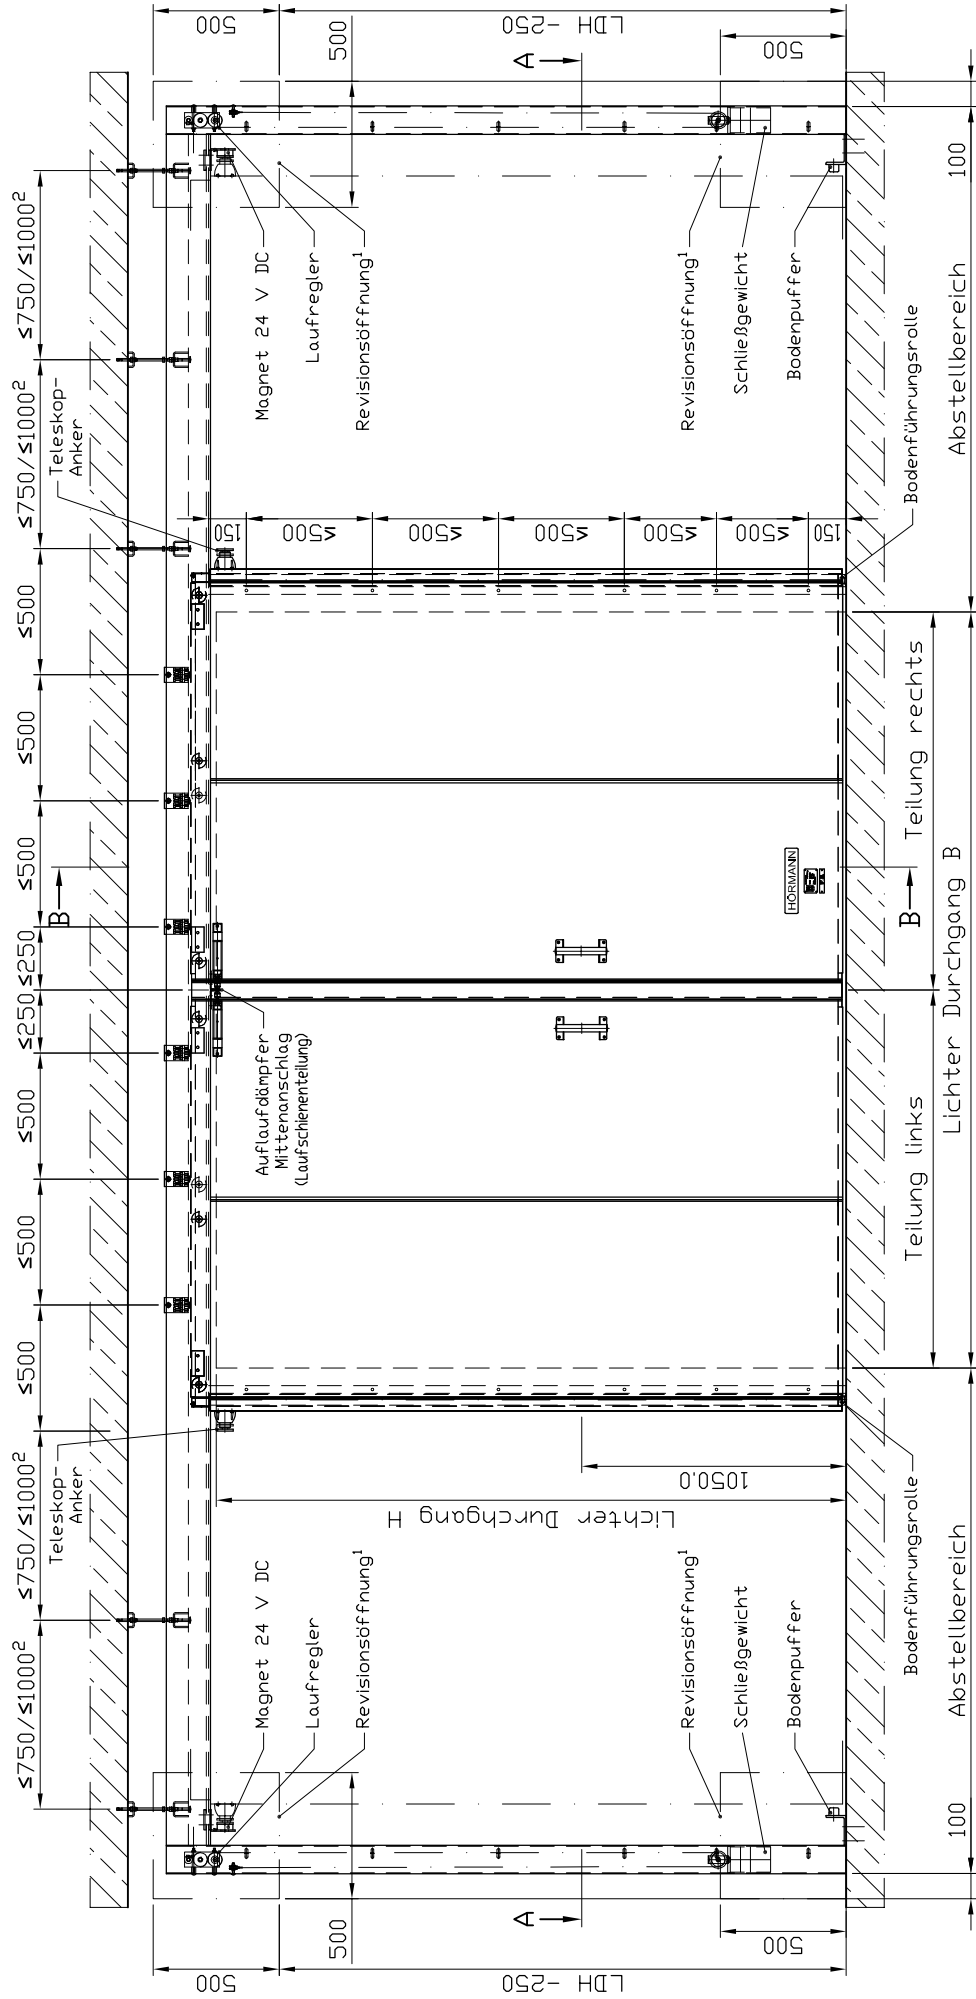 ≤750/≤1000²
≤750/≤1000²
≤500
≤500
≤500
≤250
≤250
≤500
≤500
≤500
≤750/≤1000²
≤750/≤1000²
Teleskop-
Anker
Teleskop-
Anker
B
500
LDH -250
500
A
500
Magnet 24 V DC
Laufregler
Revisionsöffnung¹
Revisionsöffnung¹
Schließgewicht
Bodenpuffer
Lichter Durchgang H
1050.0
Auflaufdämpfer
Mittenanschlag
(Laufschienenteilung)
HÖRMANN
150
≤500
≤500
≤500
≤500
≤500
150
Magnet 24 V DC
Laufregler
Revisionsöffnung¹
Revisionsöffnung¹
Schließgewicht
Bodenpuffer
500
LDH -250
500
A
500
Bodenführungsrolle
Bodenführungsrolle
B
Teilung links
Teilung rechts
100
Abstellbereich
Lichter Durchgang B
Abstellbereich
100